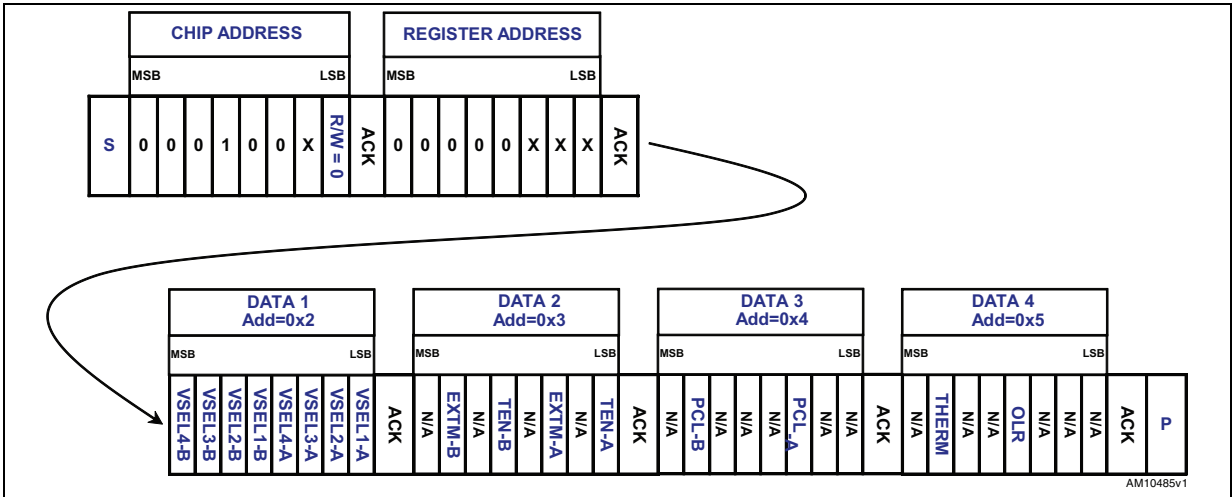 CHIP ADDRESS REGISTER ADDRESS
MSB LSB MSB LSB
S 0 0 0 1 0 0 X R/W = 0 ACK 0 0 0 0 0 X X X ACK
DATA 1 DATA 2 DATA 3 DATA 4
Add=0x2 Add=0x3 Add=0x4 Add=0x5
MSB LSB MSB LSB MSB LSB MSB LSB
VSEL4-B VSEL3-B VSEL2-B VSEL1-B VSEL4-A VSEL3-A VSEL2-A VSEL1-A ACK N/A EXTM-B N/A TEN-B N/A EXTM-A N/A TEN-A ACK N/A PCL-B N/A N/A N/A PCL-A N/A N/A ACK N/A THERM N/A N/A OLR N/A N/A N/A ACK P
AM10485v1